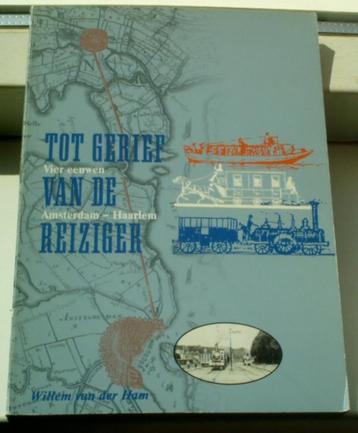 TOT GERIEF
Vier eeuwen
VAN DE
Amsterdam - Haarlem
REIZIGER
Willem van der Ham